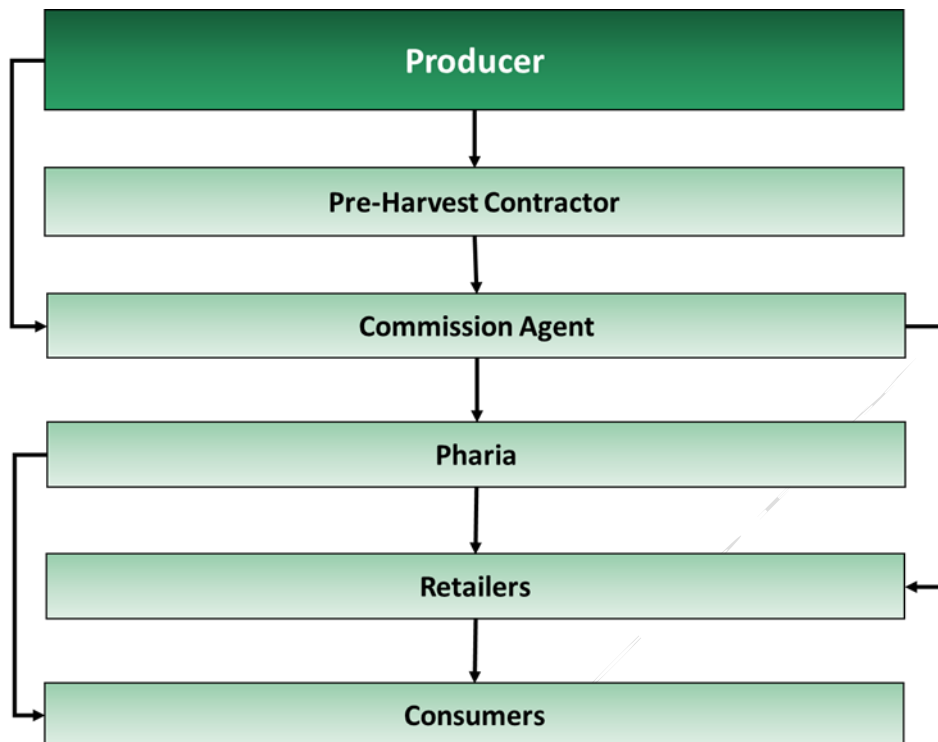 Producer
Pre-Harvest Contractor
Commission Agent
Pharia
Retailers
Consumers